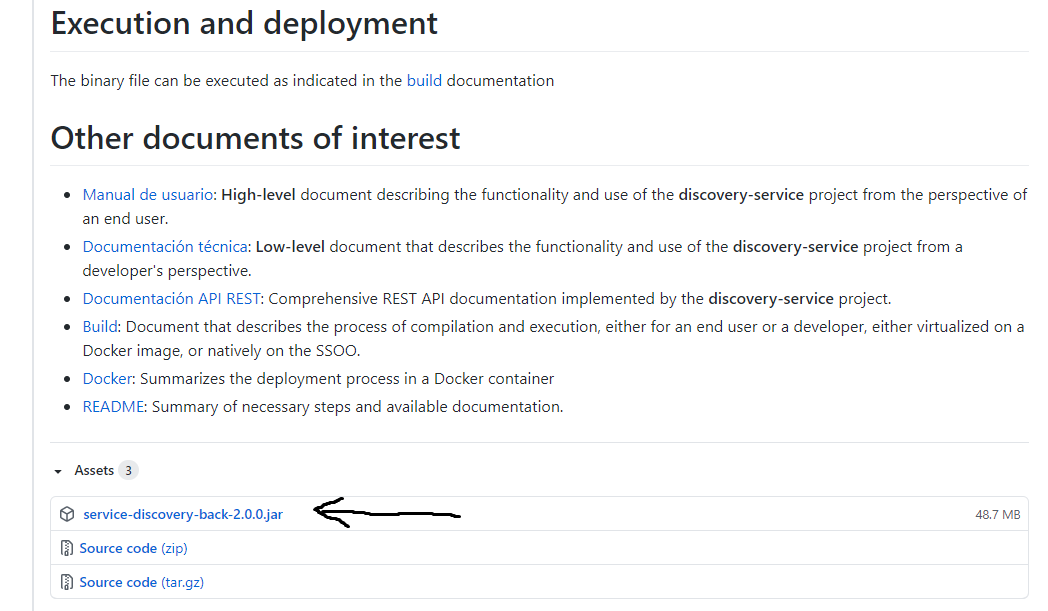 Execution and deployment
The binary file can be executed as indicated in the build documentation
Other documents of interest
Manual de usuario: High-level document describing the functionality and use of the discovery-service project from the perspective of
an end user.
Documentación técnica: Low-level document that describes the functionality and use of the discovery-service project from a
developer's perspective.
Documentación API REST: Comprehensive REST API documentation implemented by the discovery-service project.
Build: Document that describes the process of compilation and execution, either for an end user or a developer, either virtualized on a
Docker image, or natively on the SSOO.
Docker: Summarizes the deployment process in a Docker container
README: Summary of necessary steps and available documentation.
Assets 3
service-discovery-back-2.0.0.jar 48.7 MB
Source code (zip)
Source code (tar.gz)